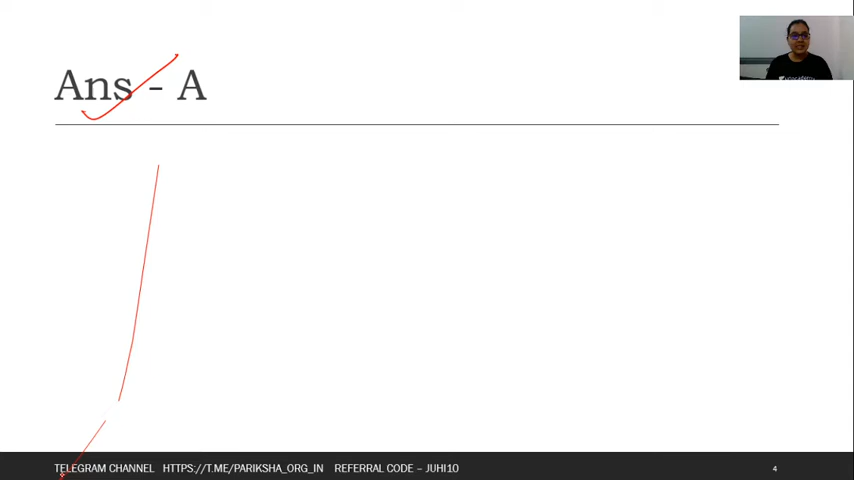 Ans - A
TELEGRAM CHANNEL HTTPS://T.ME/PARIKSHA_ORG_IN REFERRAL CODE – JUHI10
4